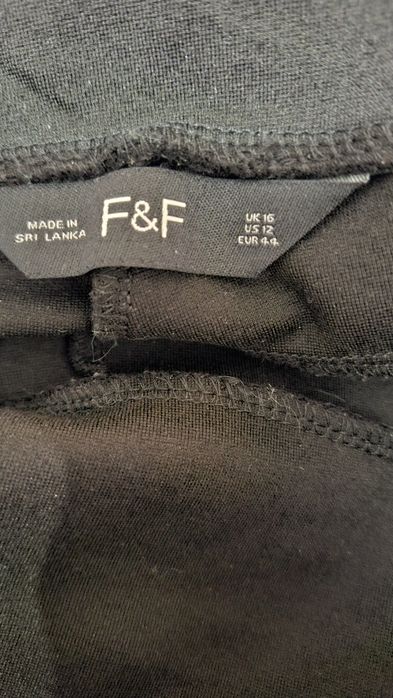 MADE IN
SRI LANKA
F&F
UK 16
US 12
EUR 44